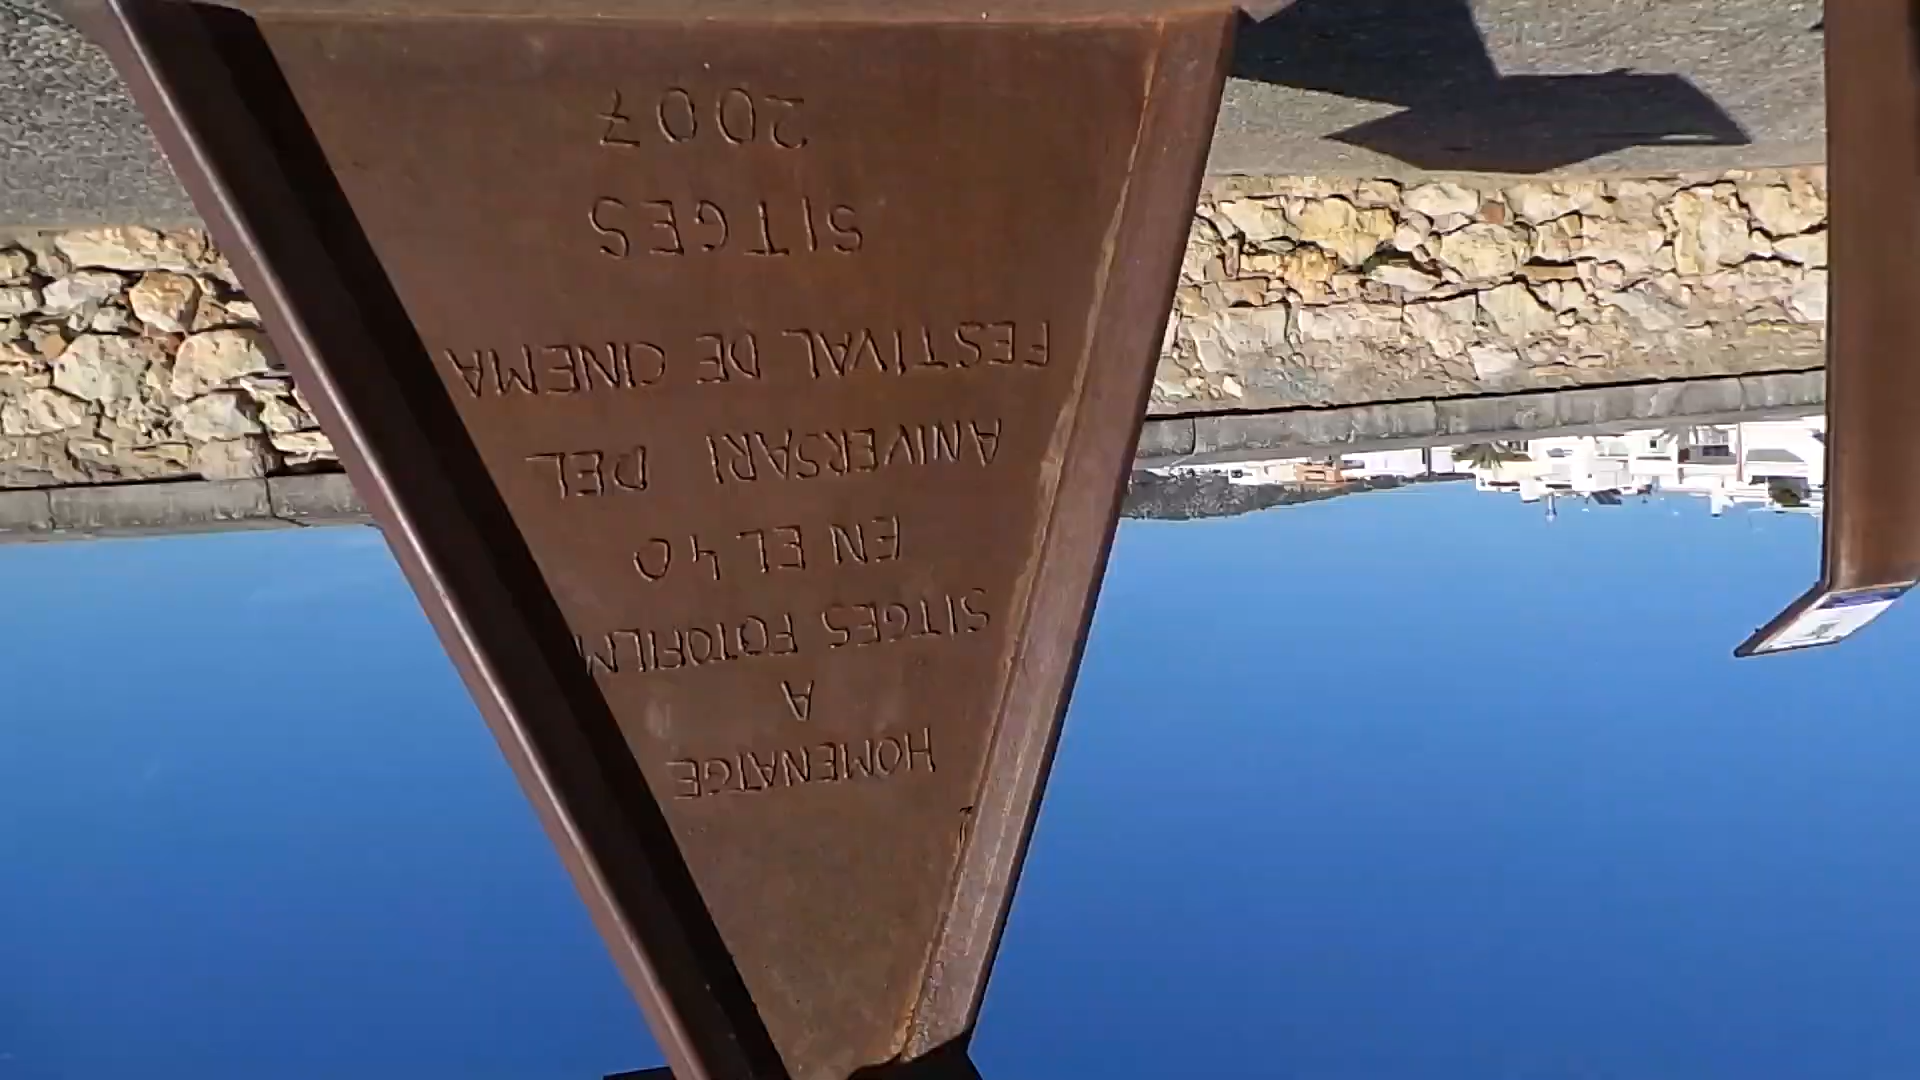 HOMENATGE
A
SITGES FOTOFILM
EN EL 40
ANIVERSARI DEL
FESTIVAL DE CINEMA
SITGES
2007